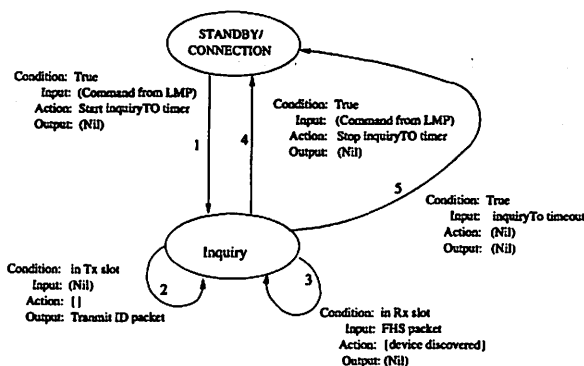 STANDBY/
CONNECTION
Condition: True
Input: (Command from LMP)
Action: Start inquiryTO timer
Output: (Nil)
1
4
Condition: True
Input: (Command from LMP)
Action: Stop inquiryTO timer
Output: (Nil)
5
Condition: True
Input: inquiryTo timeout
Action: (Nil)
Output: (Nil)
Inquiry
Condition: in Tx slot
Input: (Nil)
Action: [ ]
Output: Tranmit ID packet
2
3
Condition: in Rx slot
Input: FHS packet
Action: [device discovered]
Output: (Nil)